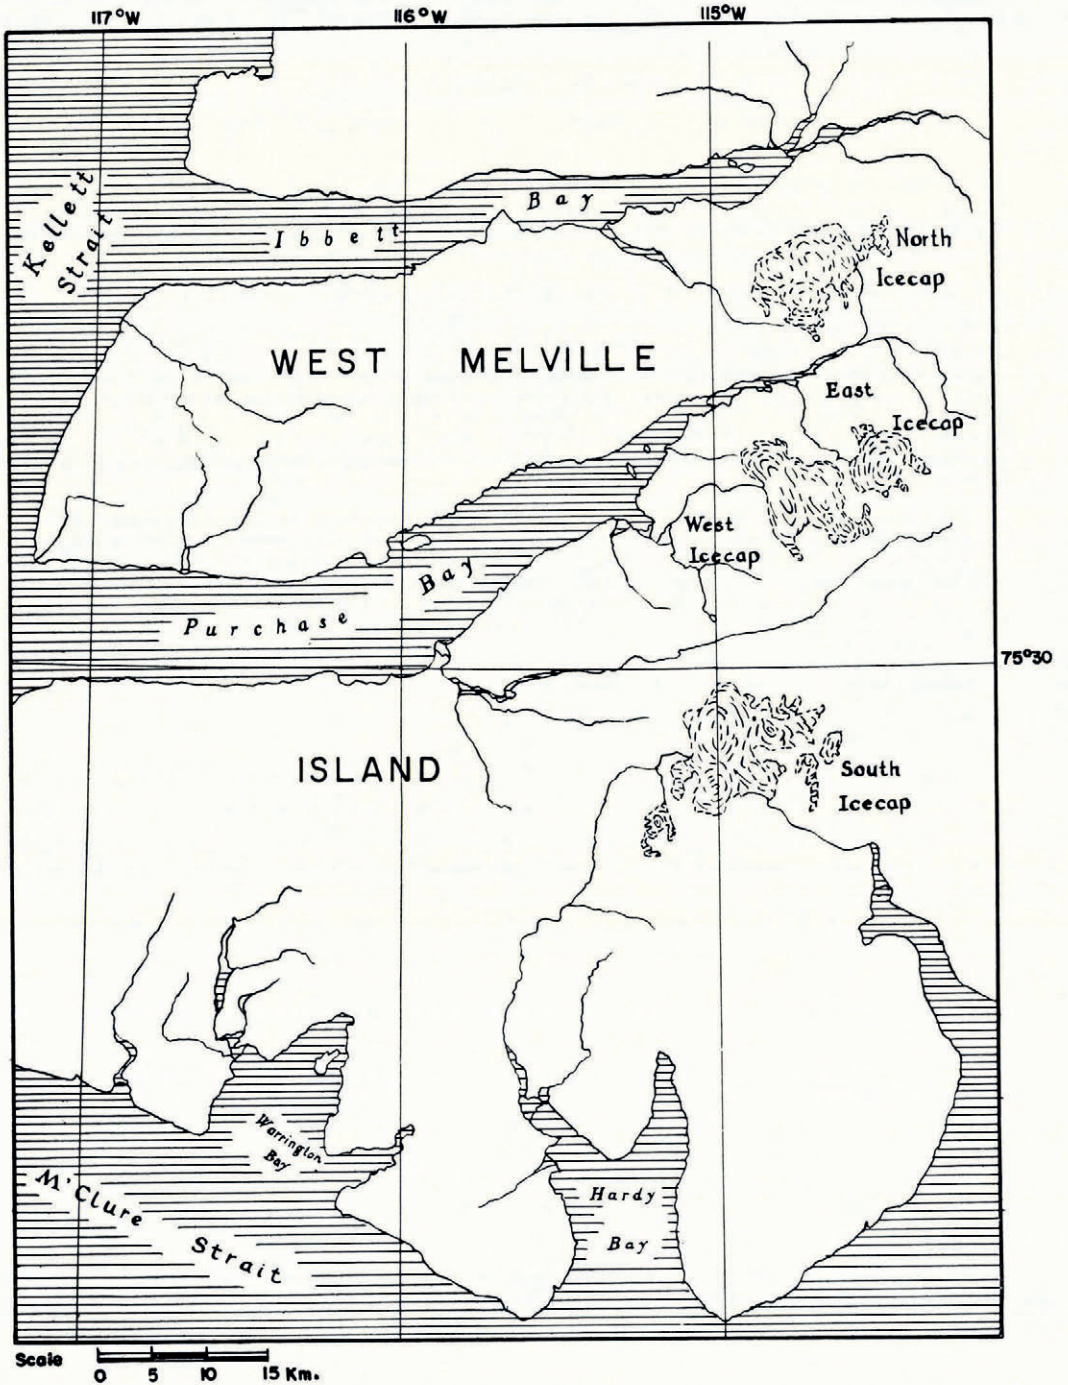 117°W 116°W 115°W
Kellett
Strait
Ibbett Bay
North
Icecap
WEST MELVILLE
East
Icecap
West
Icecap
Purchase Bay
75°30
ISLAND
South
Icecap
Warrington
Bay
M'Clure Strait
Hardy
Bay
Scale
0 5 10 15 Km.